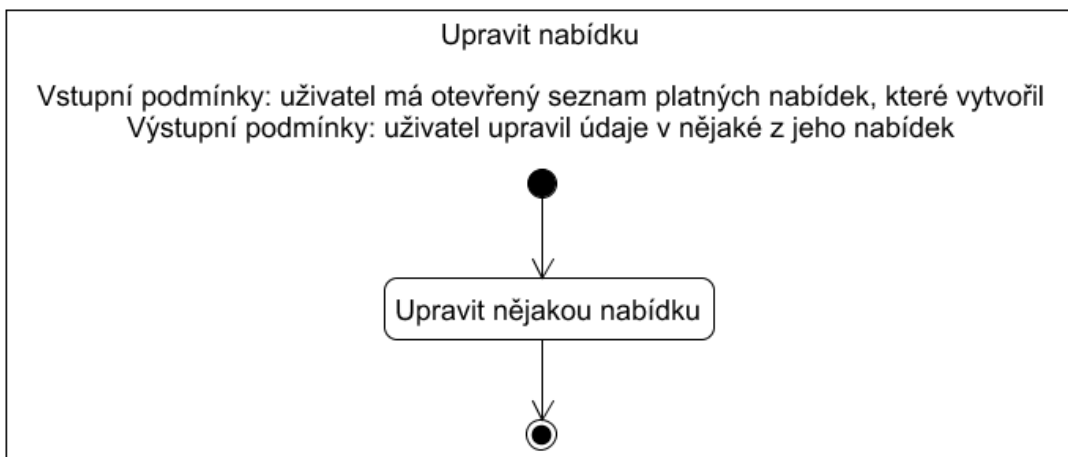 Upravit nabídku
Vstupní podmínky: uživatel má otevřený seznam platných nabídek, které vytvořil
Výstupní podmínky: uživatel upravil údaje v nějaké z jeho nabídek
Upravit nějakou nabídku